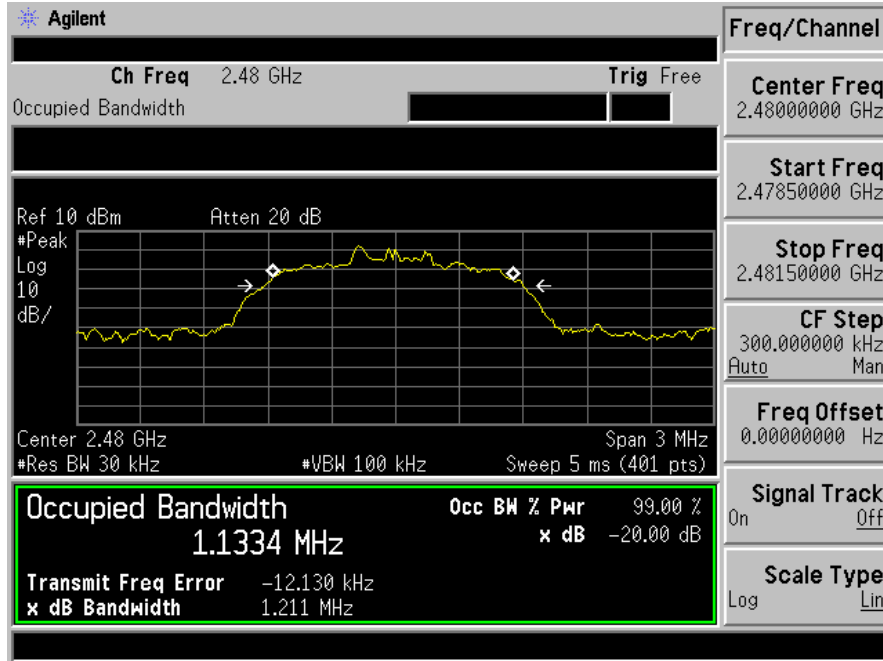 Agilent
Freq/Channel
Ch Freq 2.48 GHz Trig Free
Occupied Bandwidth
Center Freq
2.48000000 GHz
Start Freq
2.47850000 GHz
Stop Freq
2.48150000 GHz
CF Step
300.000000 kHz
Auto Man
Freq Offset
0.00000000 Hz
Signal Track
On Off
Scale Type
Log Lin
Ref 10 dBm Atten 20 dB
#Peak
Log
10
dB/
Center 2.48 GHz Span 3 MHz
#Res BW 30 kHz #VBW 100 kHz Sweep 5 ms (401 pts)
Occupied Bandwidth Occ BW % Pwr 99.00 %
1.1334 MHz x dB -20.00 dB
Transmit Freq Error -12.130 kHz
x dB Bandwidth 1.211 MHz